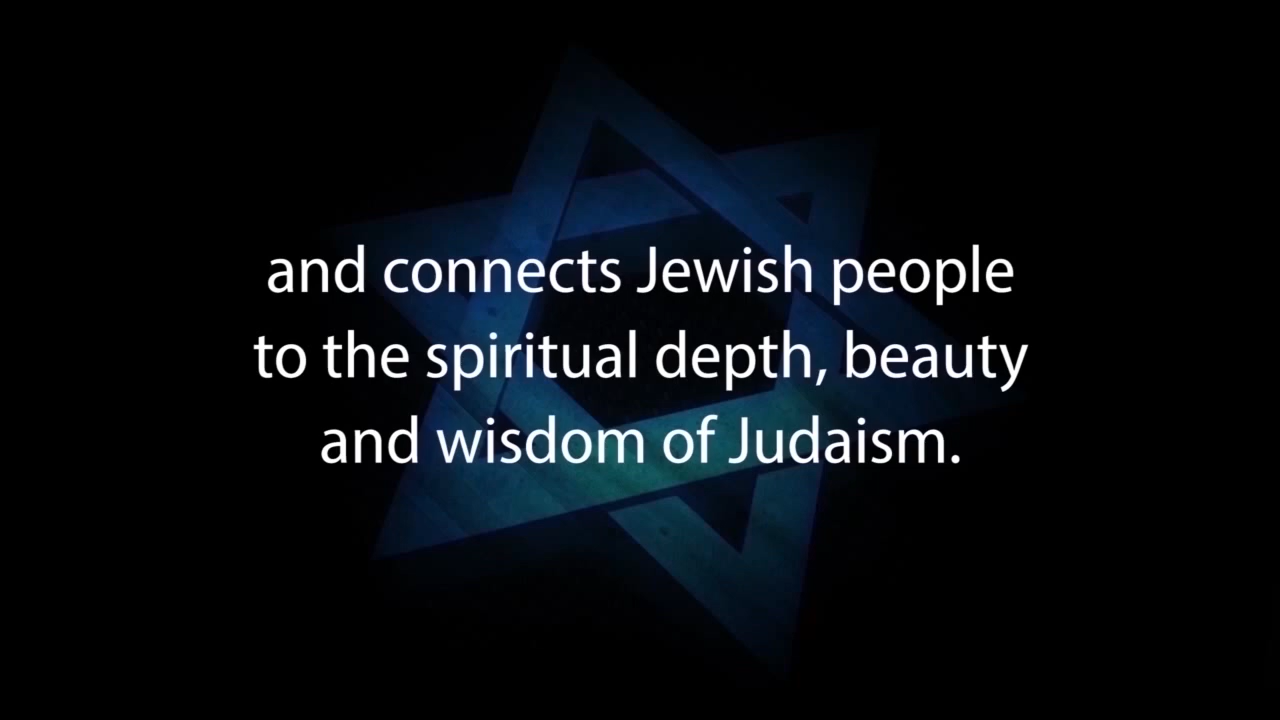 and connects Jewish people
to the spiritual depth, beauty
and wisdom of Judaism.